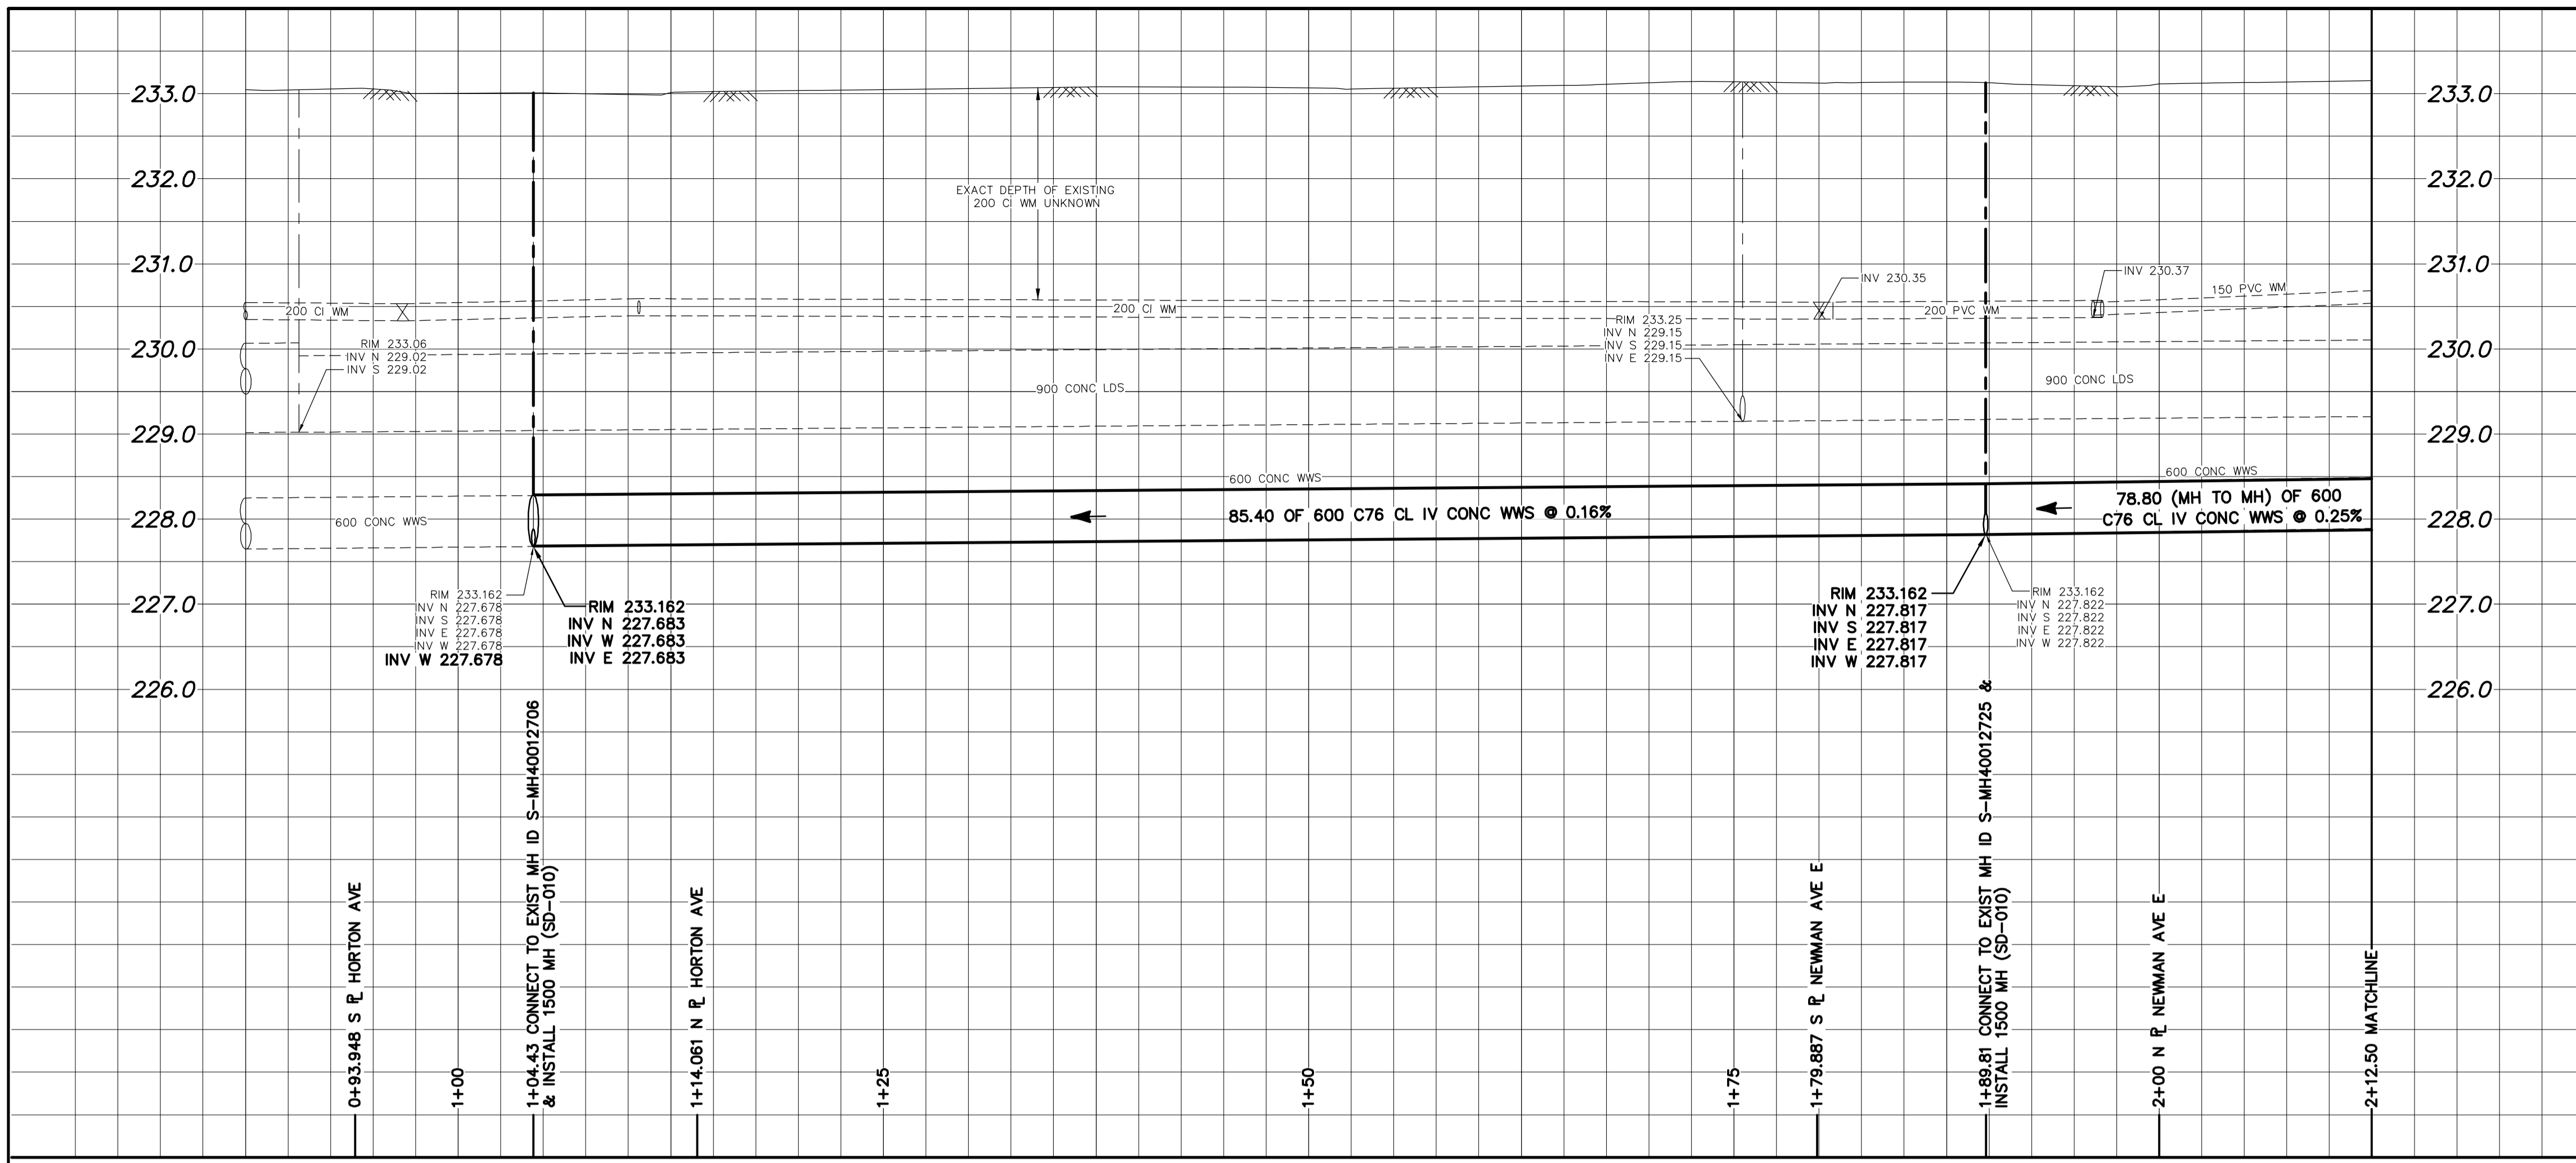 233.0
232.0
231.0
230.0
229.0
228.0
227.0
226.0
233.0
232.0
231.0
230.0
229.0
228.0
227.0
226.0
EXACT DEPTH OF EXISTING
200 CI WM UNKNOWN
200 CI WM
200 CI WM
INV 230.35
200 PVC WM
INV 230.37
150 PVC WM
RIM 233.06
INV N 229.02
INV S 229.02
RIM 233.25
INV N 229.15
INV S 229.15
INV E 229.15
900 CONC LDS
900 CONC LDS
600 CONC WWS
600 CONC WWS
600 CONC WWS
85.40 OF 600 C76 CL IV CONC WWS @ 0.16%
78.80 (MH TO MH) OF 600
C76 CL IV CONC WWS @ 0.25%
RIM 233.162
INV N 227.678
INV S 227.678
INV E 227.678
INV W 227.678
INV W 227.678
RIM 233.162
INV N 227.683
INV W 227.683
INV E 227.683
RIM 233.162
INV N 227.817
INV S 227.817
INV E 227.817
INV W 227.817
RIM 233.162
INV N 227.822
INV S 227.822
INV E 227.822
INV W 227.822
0+93.948 S PL HORTON AVE
1+00
1+04.43 CONNECT TO EXIST MH ID S-MH40012706
& INSTALL 1500 MH (SD-010)
1+14.061 N PL HORTON AVE
1+25
1+50
1+75
1+79.887 S PL NEWMAN AVE E
1+89.81 CONNECT TO EXIST MH ID S-MH40012725 &
INSTALL 1500 MH (SD-010)
2+00 N PL NEWMAN AVE E
2+12.50 MATCHLINE